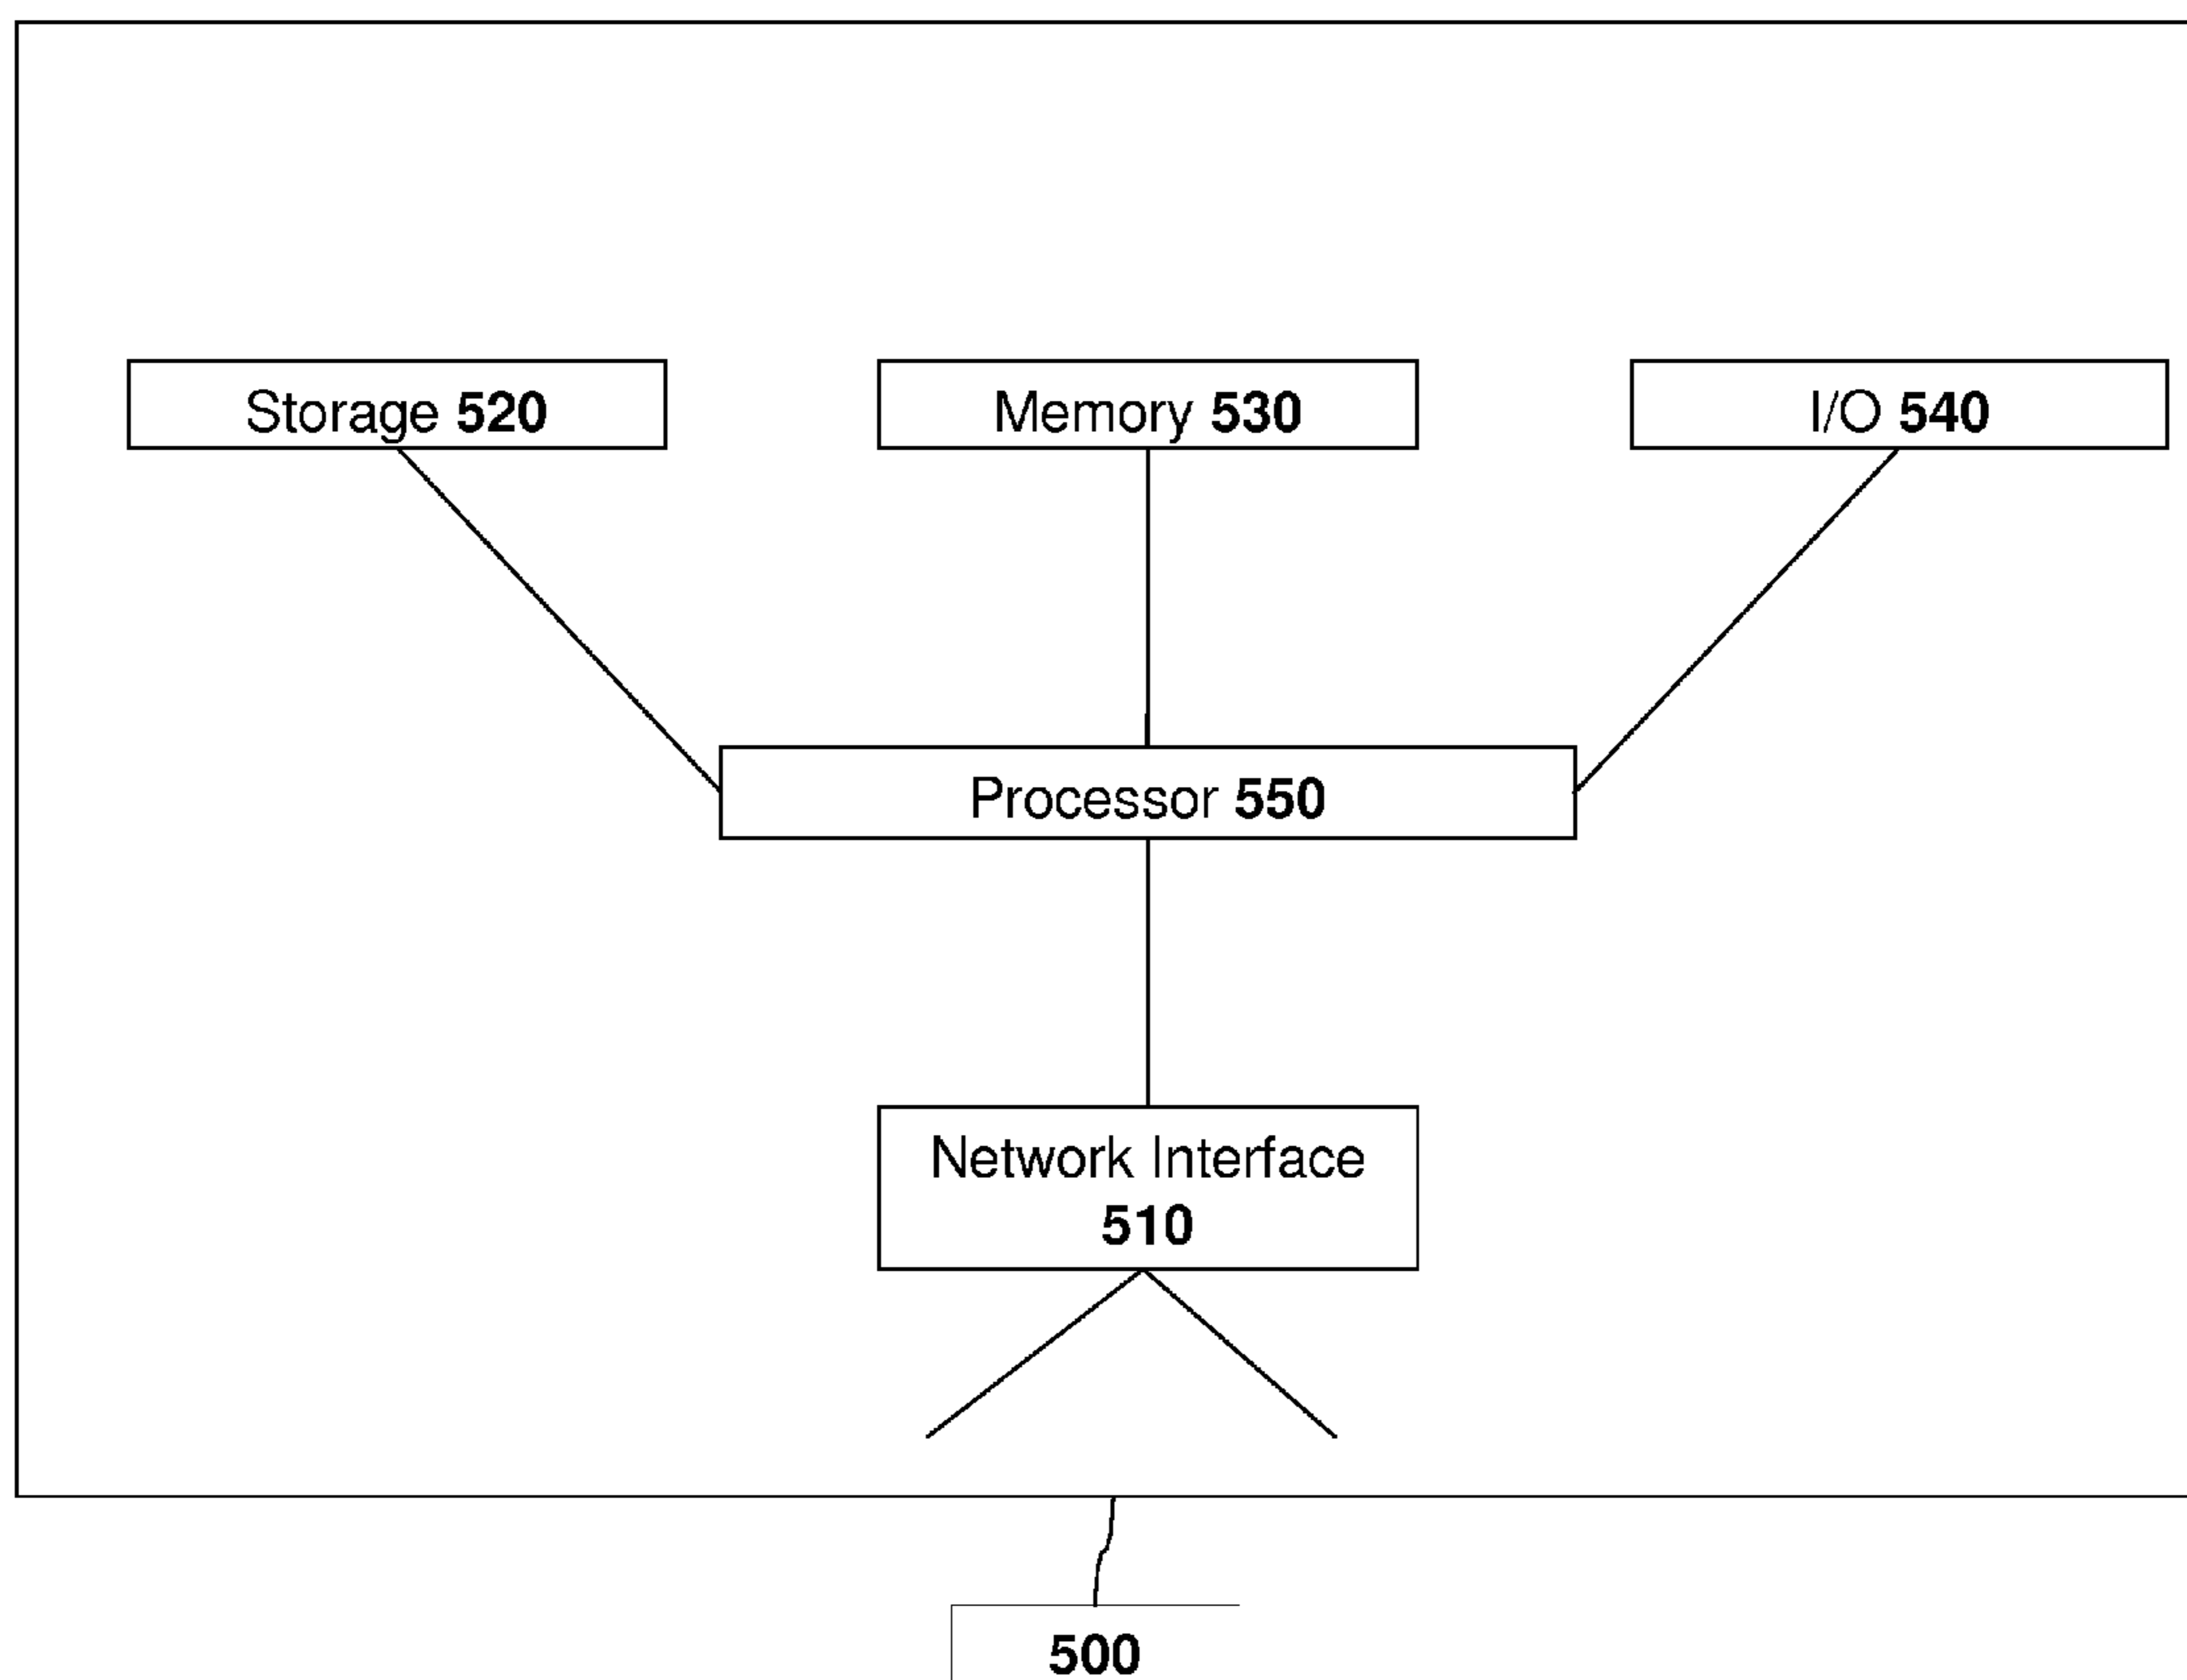 Storage 520
Memory 530
I/O 540
Processor 550
Network Interface
510
500